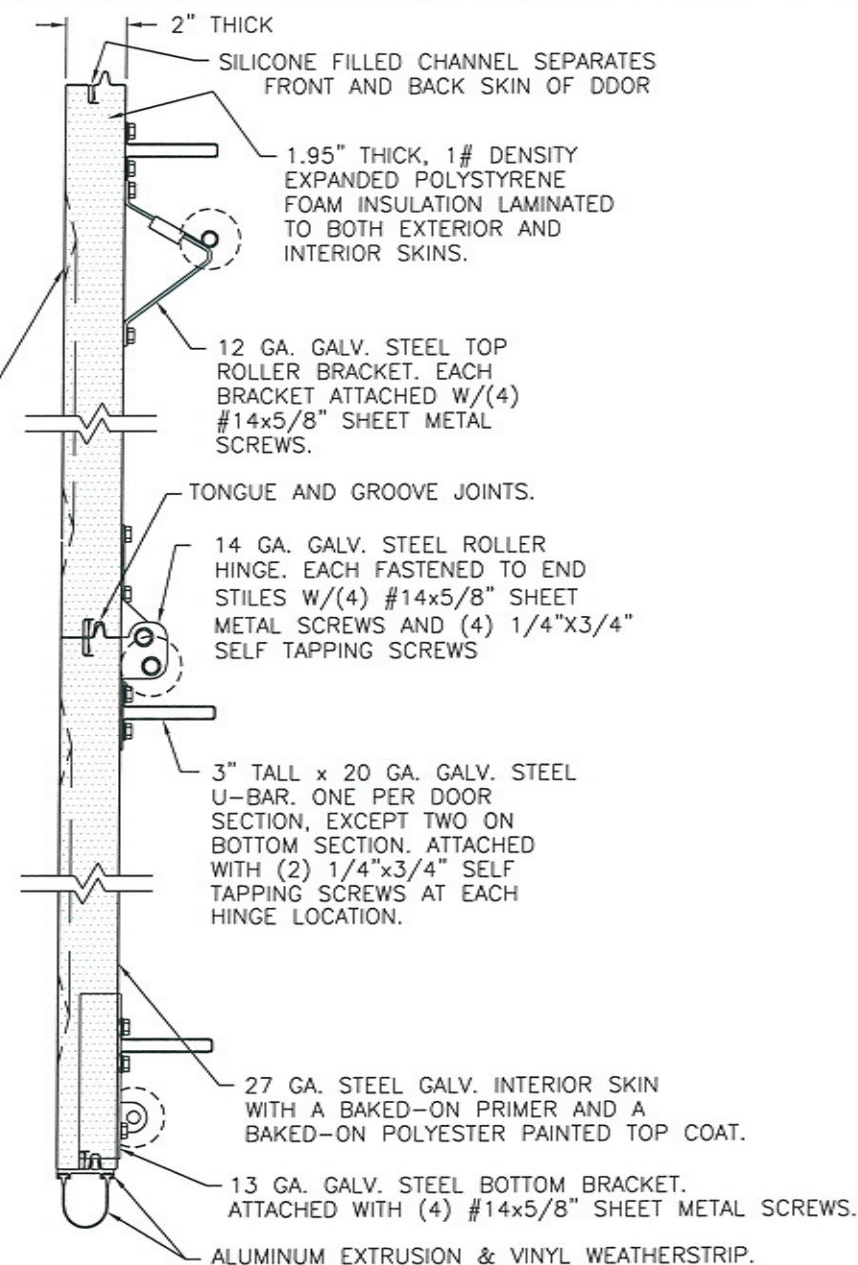 2" THICK
SILICONE FILLED CHANNEL SEPARATES
FRONT AND BACK SKIN OF DDOOR
1.95" THICK, 1# DENSITY
EXPANDED POLYSTYRENE
FOAM INSULATION LAMINATED
TO BOTH EXTERIOR AND
INTERIOR SKINS.
12 GA. GALV. STEEL TOP
ROLLER BRACKET. EACH
BRACKET ATTACHED W/(4)
#14x5/8" SHEET METAL
SCREWS.
TONGUE AND GROOVE JOINTS.
14 GA. GALV. STEEL ROLLER
HINGE. EACH FASTENED TO END
STILES W/(4) #14x5/8" SHEET
METAL SCREWS AND (4) 1/4"X3/4"
SELF TAPPING SCREWS
3" TALL x 20 GA. GALV. STEEL
U-BAR. ONE PER DOOR
SECTION, EXCEPT TWO ON
BOTTOM SECTION. ATTACHED
WITH (2) 1/4"x3/4" SELF
TAPPING SCREWS AT EACH
HINGE LOCATION.
27 GA. STEEL GALV. INTERIOR SKIN
WITH A BAKED-ON PRIMER AND A
BAKED-ON POLYESTER PAINTED TOP COAT.
13 GA. GALV. STEEL BOTTOM BRACKET.
ATTACHED WITH (4) #14x5/8" SHEET METAL SCREWS.
ALUMINUM EXTRUSION & VINYL WEATHERSTRIP.